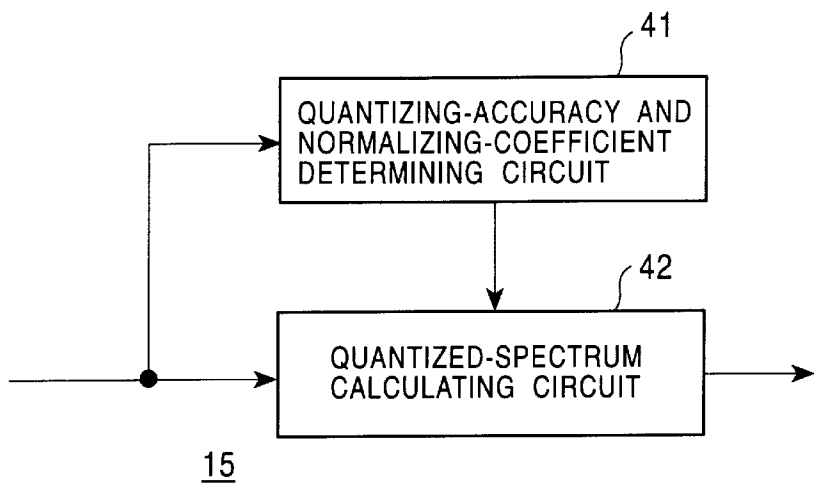 41
QUANTIZING-ACCURACY AND
NORMALIZING-COEFFICIENT
DETERMINING CIRCUIT
42
QUANTIZED-SPECTRUM
CALCULATING CIRCUIT
15